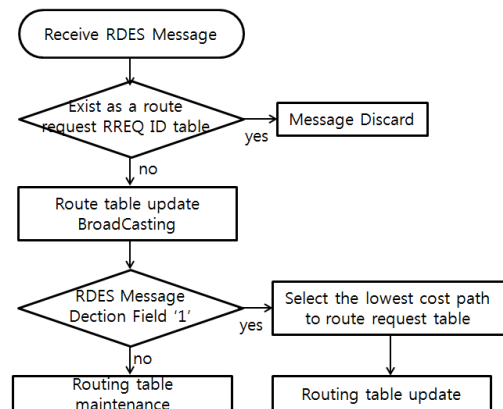 Receive RDES Message
Exist as a route
request RREQ ID table
yes
Message Discard
no
Route table update
BroadCasting
RDES Message
Dection Field '1'
yes
Select the lowest cost path
to route request table
no
Routing table
maintenance
Routing table update